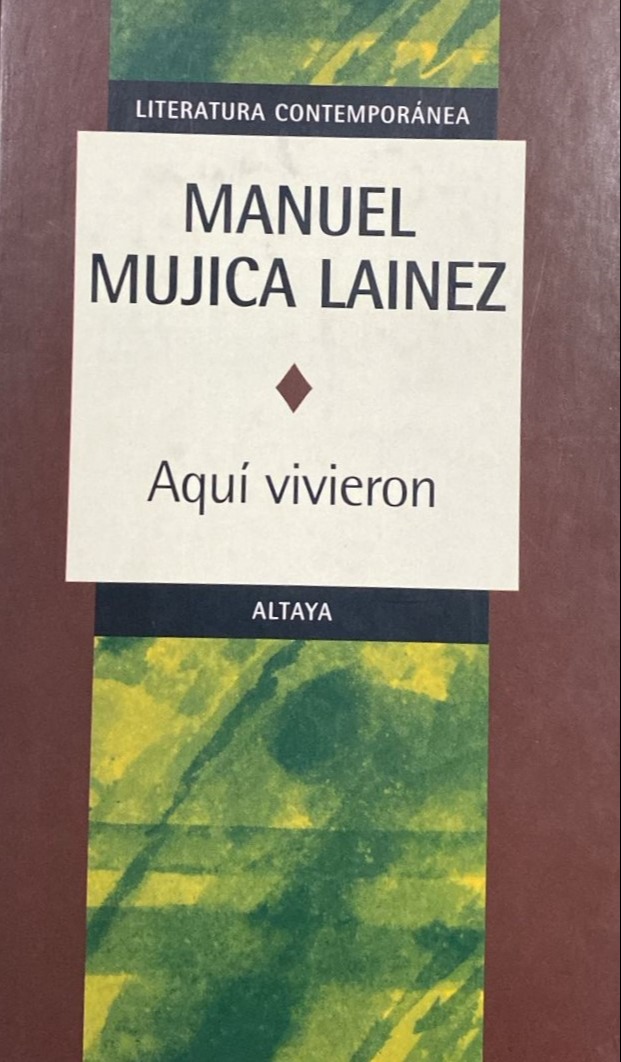 LITERATURA CONTEMPORÁNEA
MANUEL
MUJICA LAINEZ
Aquí vivieron
ALTAYA